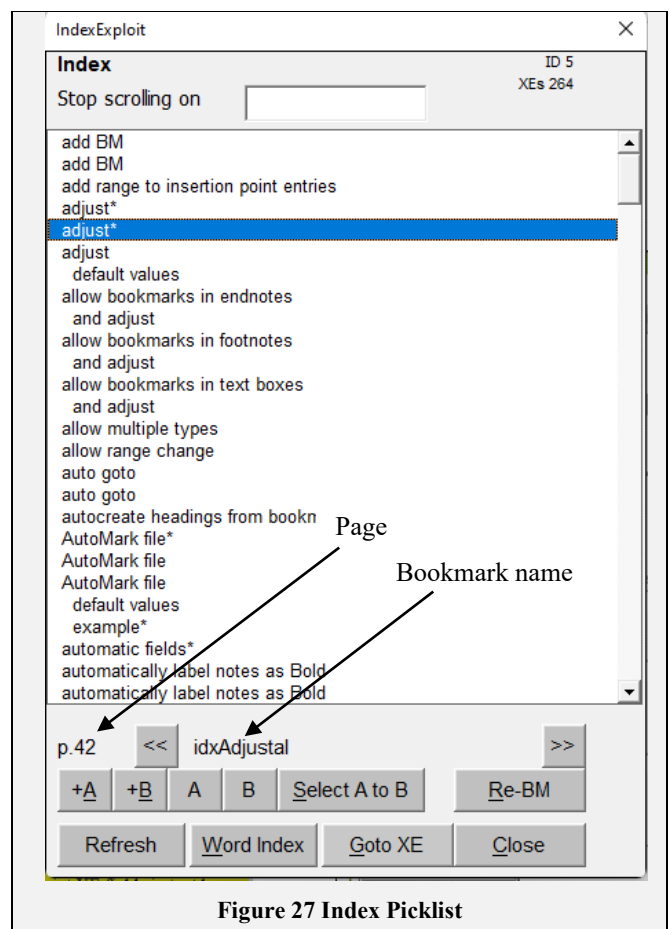 IndexExploit
Index
ID 5
XEs 264
Stop scrolling on
add BM
add BM
add range to insertion point entries
adjust*
adjust*
adjust
default values
allow bookmarks in endnotes
and adjust
allow bookmarks in footnotes
and adjust
allow bookmarks in text boxes
and adjust
allow multiple types
allow range change
auto goto
auto goto
autocreate headings from bookm
AutoMark file*
AutoMark file
AutoMark file
default values
example*
automatic fields*
automatically label notes as Bold
automatically label notes as Bold
Page
Bookmark name
p.42 << idxAdjustal >>
+A +B A B Select A to B Re-BM
Refresh Word Index Goto XE Close
Figure 27 Index Picklist